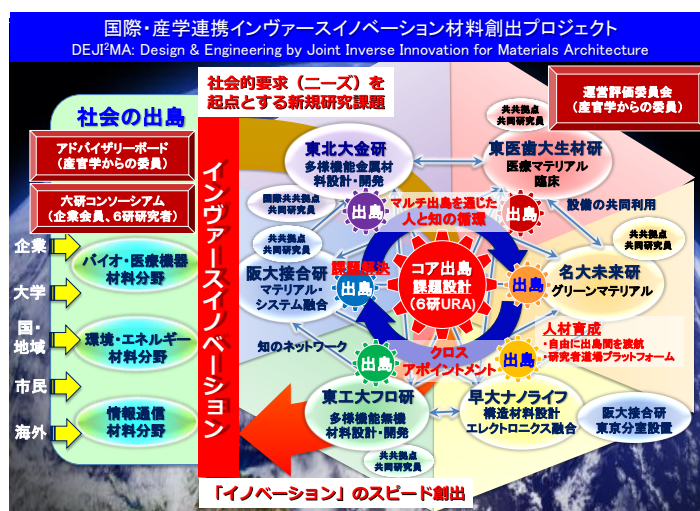 国際・産学連携インヴァースイノベーション材料創出プロジェクト
DEJI²MA: Design & Engineering by Joint Inverse Innovation for Materials Architecture
社会的要求（ニーズ）を
起点とする新規研究課題
運営評価委員会
（産官学からの委員）
社会の出島
アドバイザリーボード
（産官学からの委員）
六研コンソーシアム
（企業会員、6研研究者）
企業
大学
国・
地域
市民
海外
バイオ・医療機器
材料分野
環境・エネルギー
材料分野
情報通信
材料分野
インヴァースイノベーション
東北大金研
多様機能金属材
料設計・開発
国際共共拠点
共同研究員
出島
共共拠点
共同研究員
東医歯大生材研
医療マテリアル
臨床
出島
マルチ出島を通じた
人と知の循環
設備の共同利用
共共拠点
共同研究員
共共拠点
共同研究員
阪大接合研
マテリアル・
システム融合
課題解決
出島
コア出島
課題設計
（6研URA）
出島
名大未来研
グリーンマテリアル
知のネットワーク
出島
クロス
アポイントメント
出島
人材育成
・自由に出島間を渡航
・研究者道場プラットフォーム
東工大フロ研
多様機能無機
材料設計・開発
共共拠点
共同研究員
早大ナノライフ
構造材料設計
エレクトロニクス融合
阪大接合研
東京分室設置
「イノベーション」のスピード創出